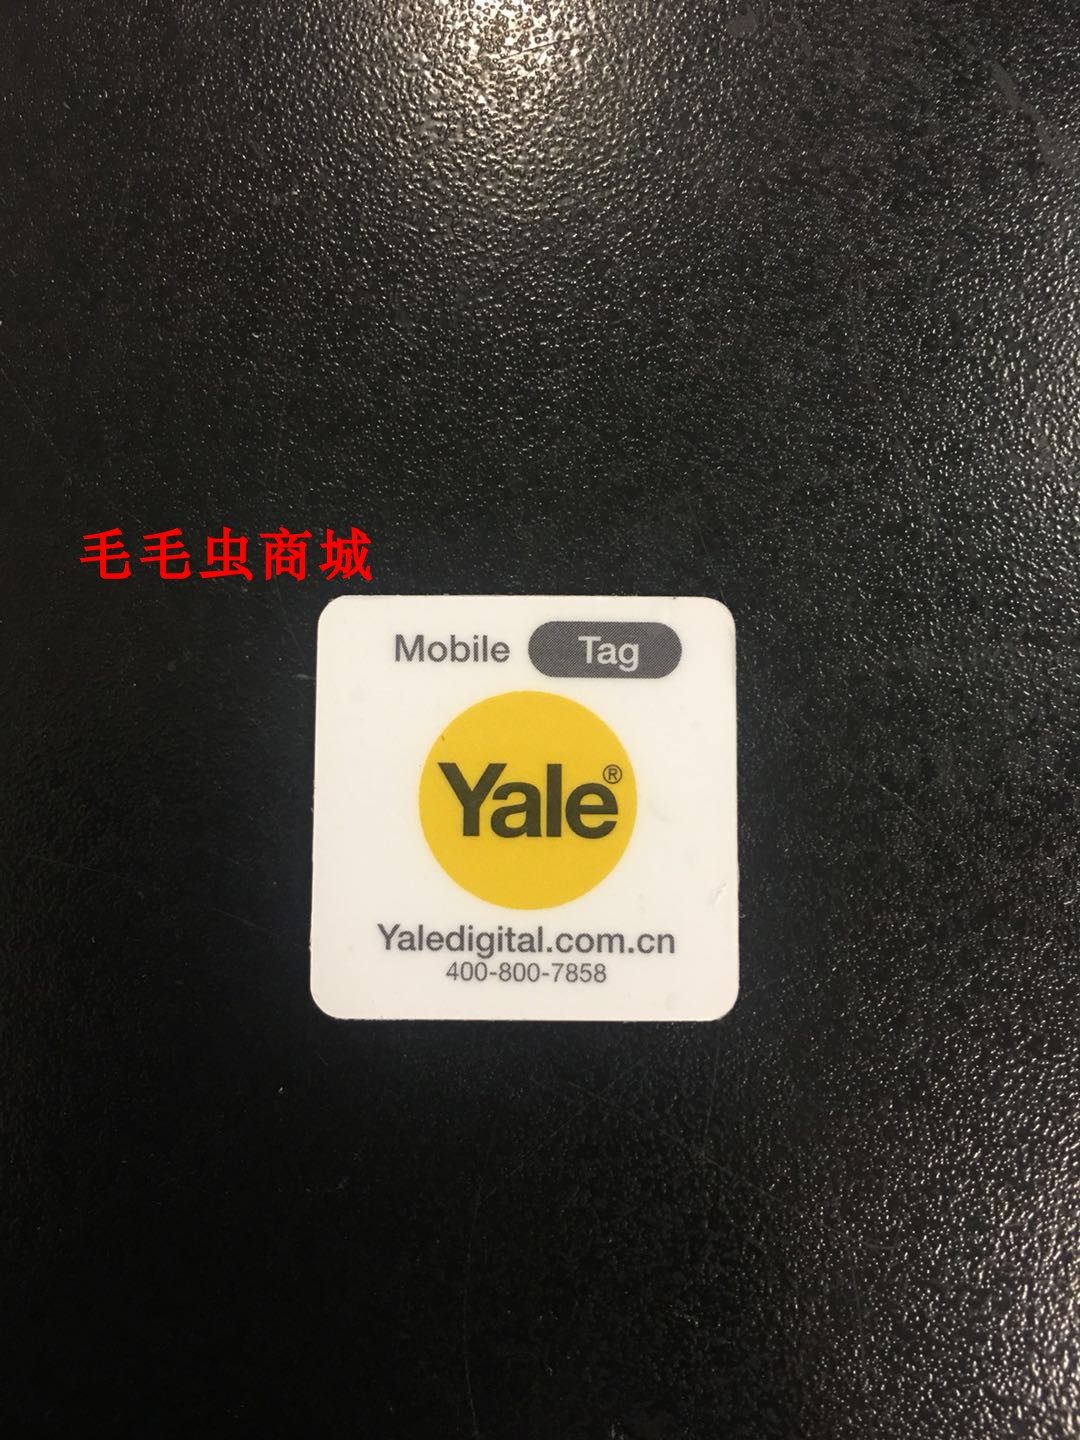 毛毛虫商城
Mobile Tag
Yale®
Yaledigital.com.cn
400-800-7858